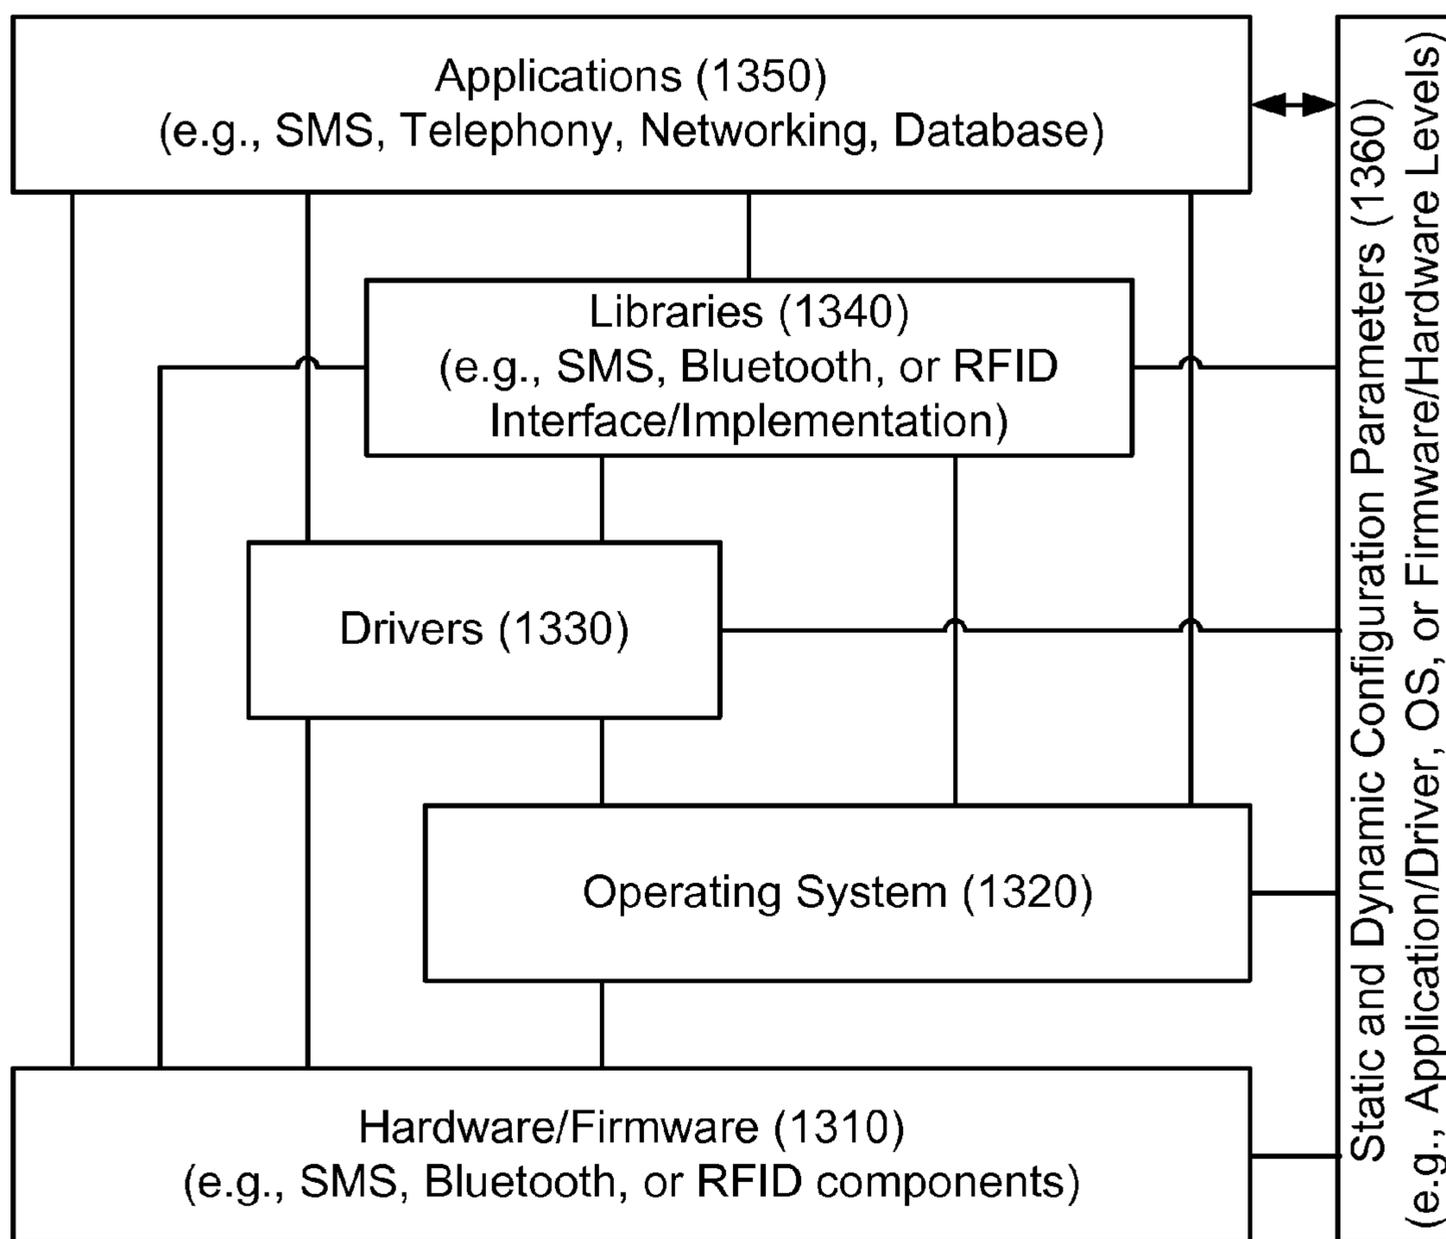 Applications (1350)
(e.g., SMS, Telephony, Networking, Database)
Libraries (1340)
(e.g., SMS, Bluetooth, or RFID
Interface/Implementation)
Drivers (1330)
Operating System (1320)
Hardware/Firmware (1310)
(e.g., SMS, Bluetooth, or RFID components)
Static and Dynamic Configuration Parameters (1360)
(e.g., Application/Driver, OS, or Firmware/Hardware Levels)